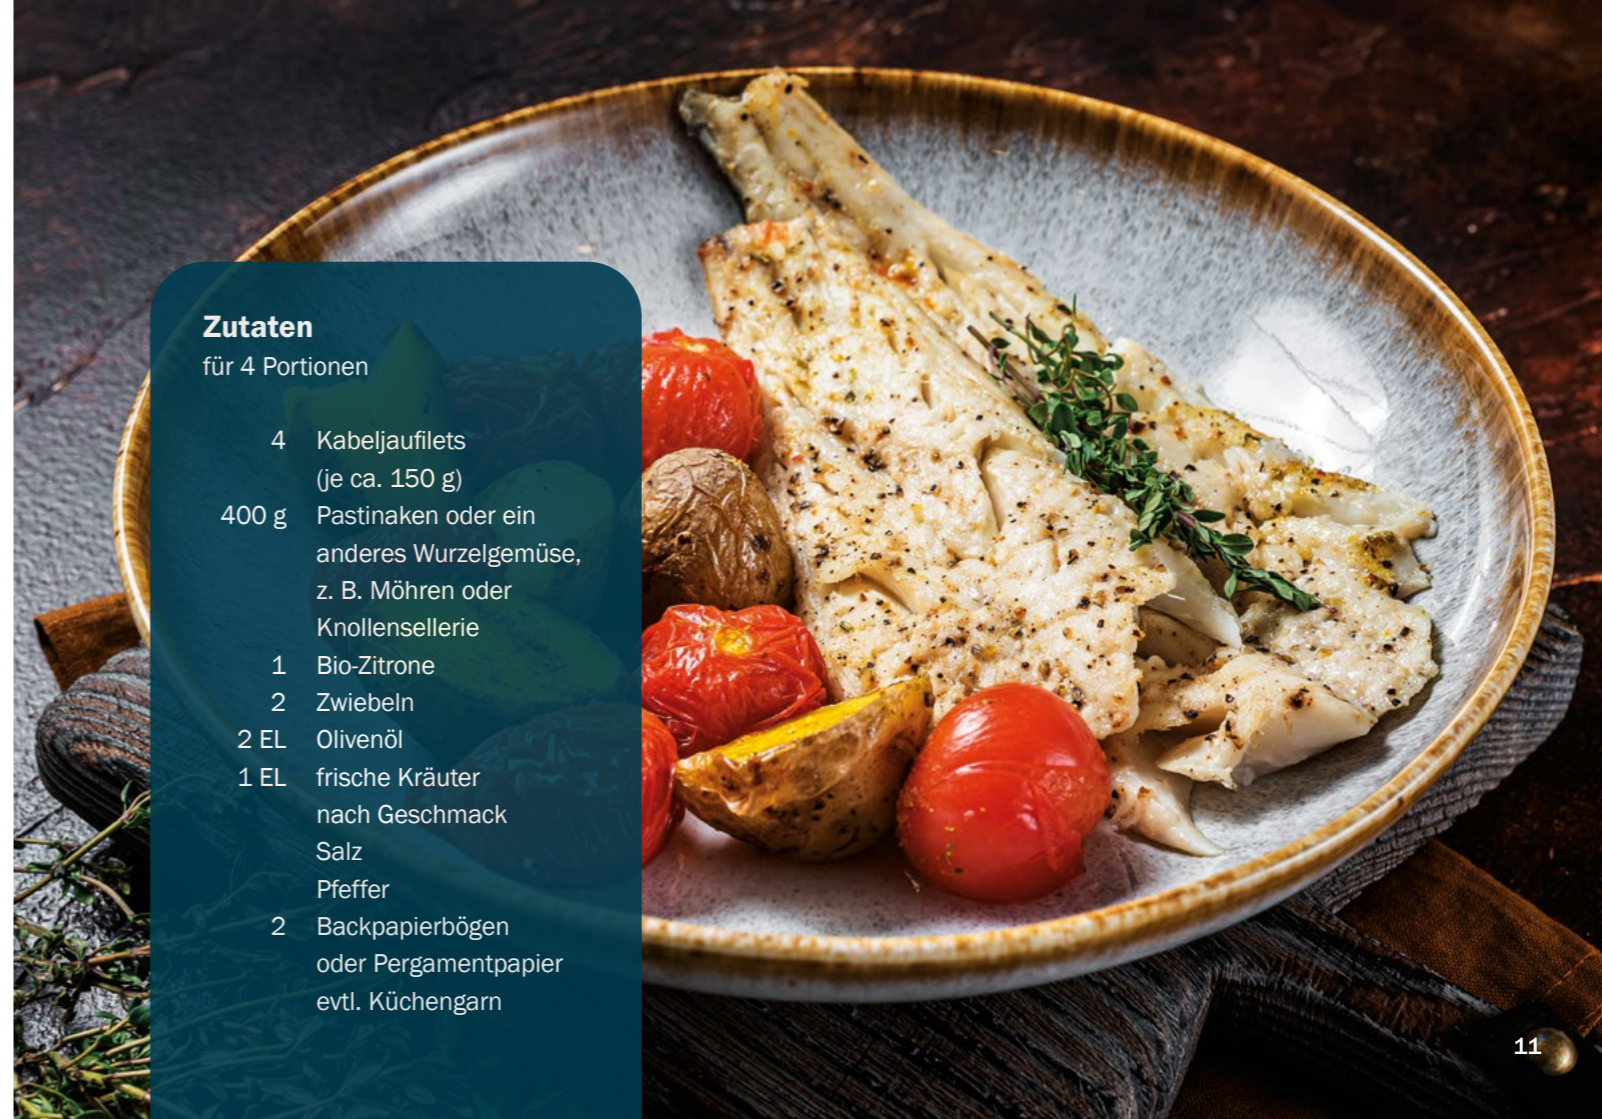 Zutaten
für 4 Portionen
4 Kabeljaufilets
(je ca. 150 g)
400 g Pastinaken oder ein
anderes Wurzelgemüse,
z. B. Möhren oder
Knollensellerie
1 Bio-Zitrone
2 Zwiebeln
2 EL Olivenöl
1 EL frische Kräuter
nach Geschmack
Salz
Pfeffer
2 Backpapierbögen
oder Pergamentpapier
evtl. Küchengarn
11